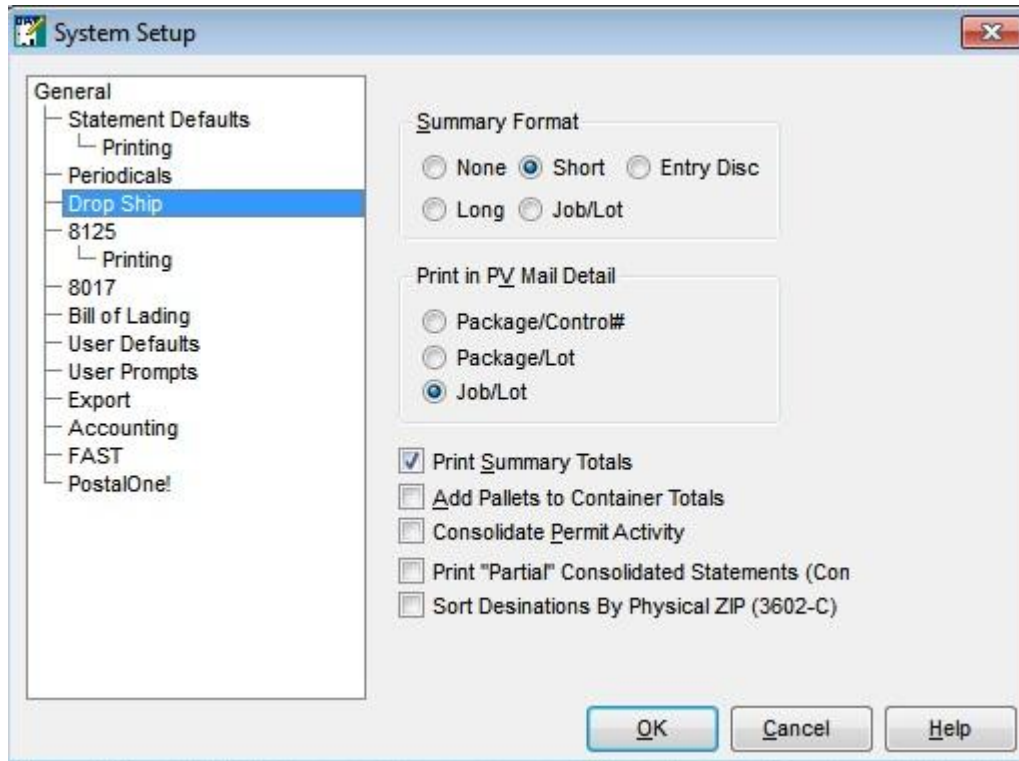 System Setup
General
Statement Defaults
Printing
Periodicals
Drop Ship
8125
Printing
8017
Bill of Lading
User Defaults
User Prompts
Export
Accounting
FAST
PostalOne!
Summary Format
None Short Entry Disc
Long Job/Lot
Print in PV Mail Detail
Package/Control#
Package/Lot
Job/Lot
Print Summary Totals
Add Pallets to Container Totals
Consolidate Permit Activity
Print "Partial" Consolidated Statements (Con
Sort Desinations By Physical ZIP (3602-C)
OK Cancel Help